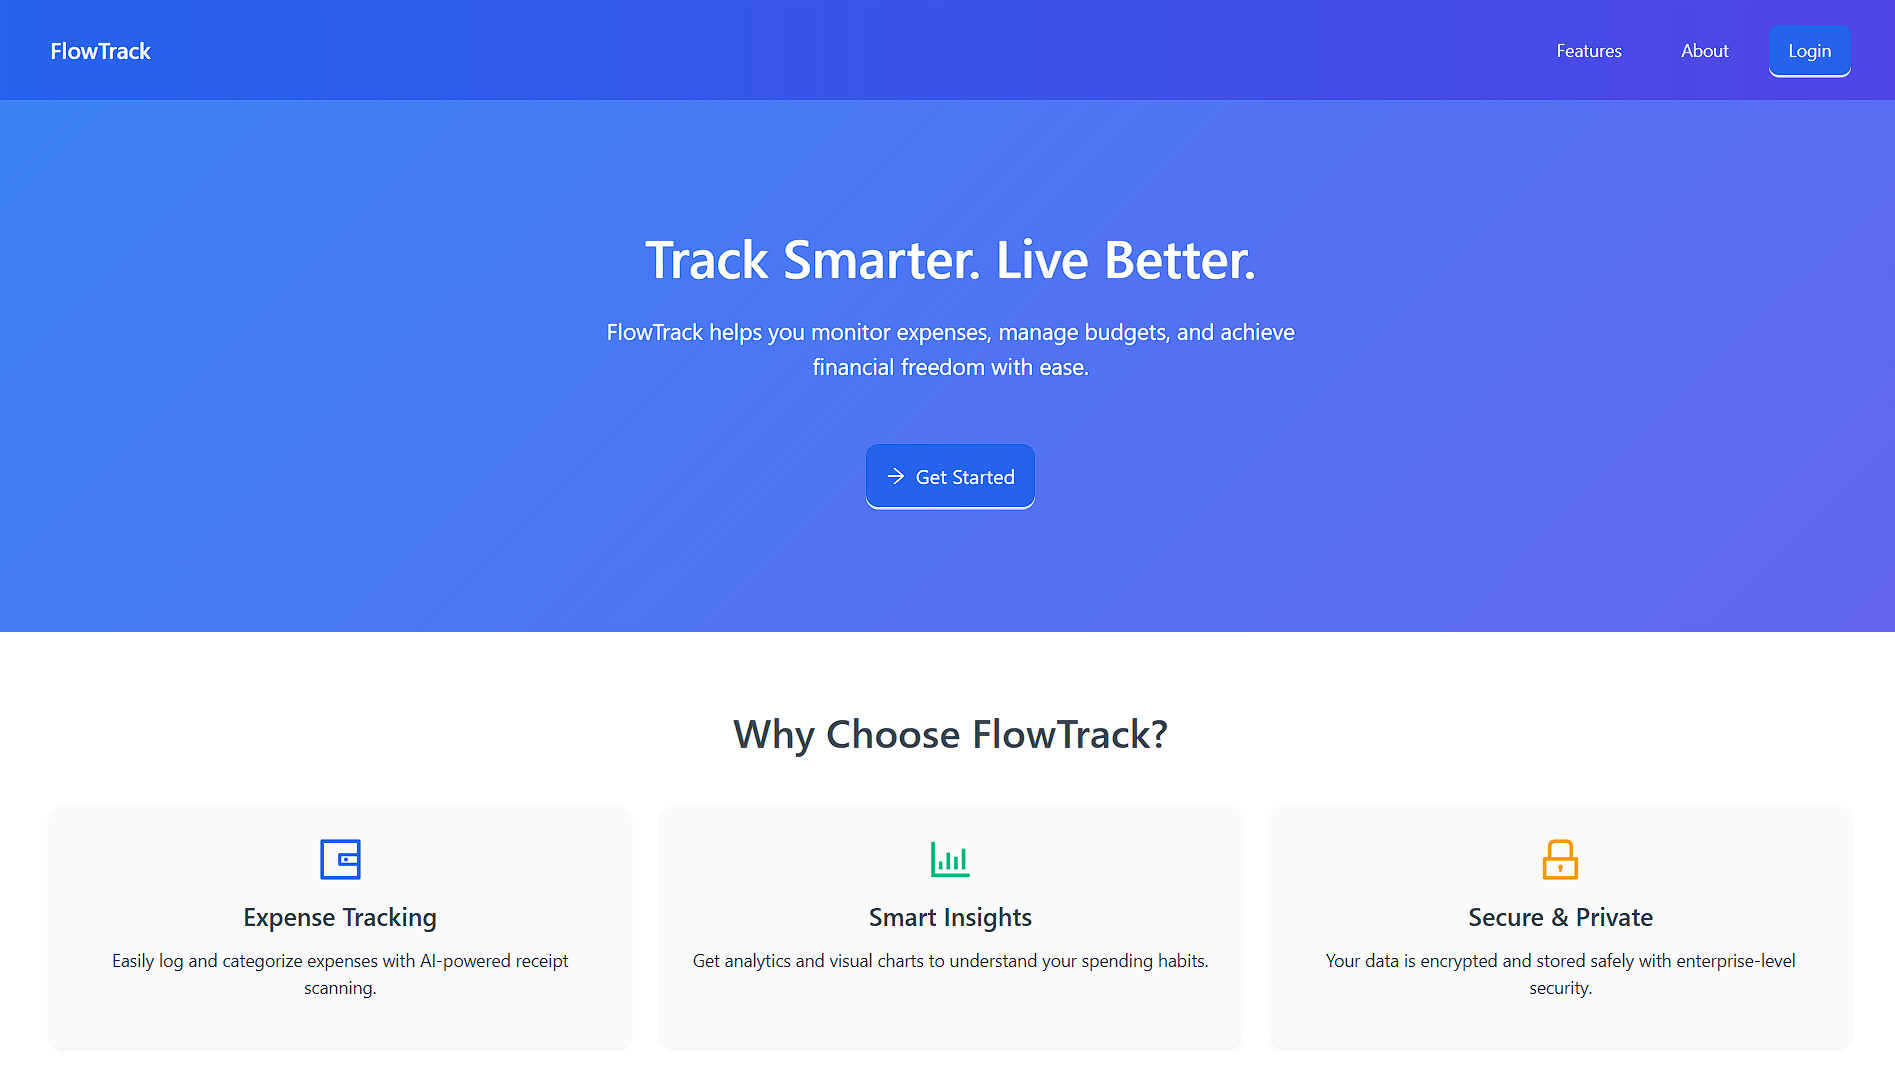 FlowTrack
Features
About
Login
Track Smarter. Live Better.
FlowTrack helps you monitor expenses, manage budgets, and achieve
financial freedom with ease.
Get Started
Why Choose FlowTrack?
Expense Tracking
Easily log and categorize expenses with AI-powered receipt
scanning.
Smart Insights
Get analytics and visual charts to understand your spending habits.
Secure & Private
Your data is encrypted and stored safely with enterprise-level
security.